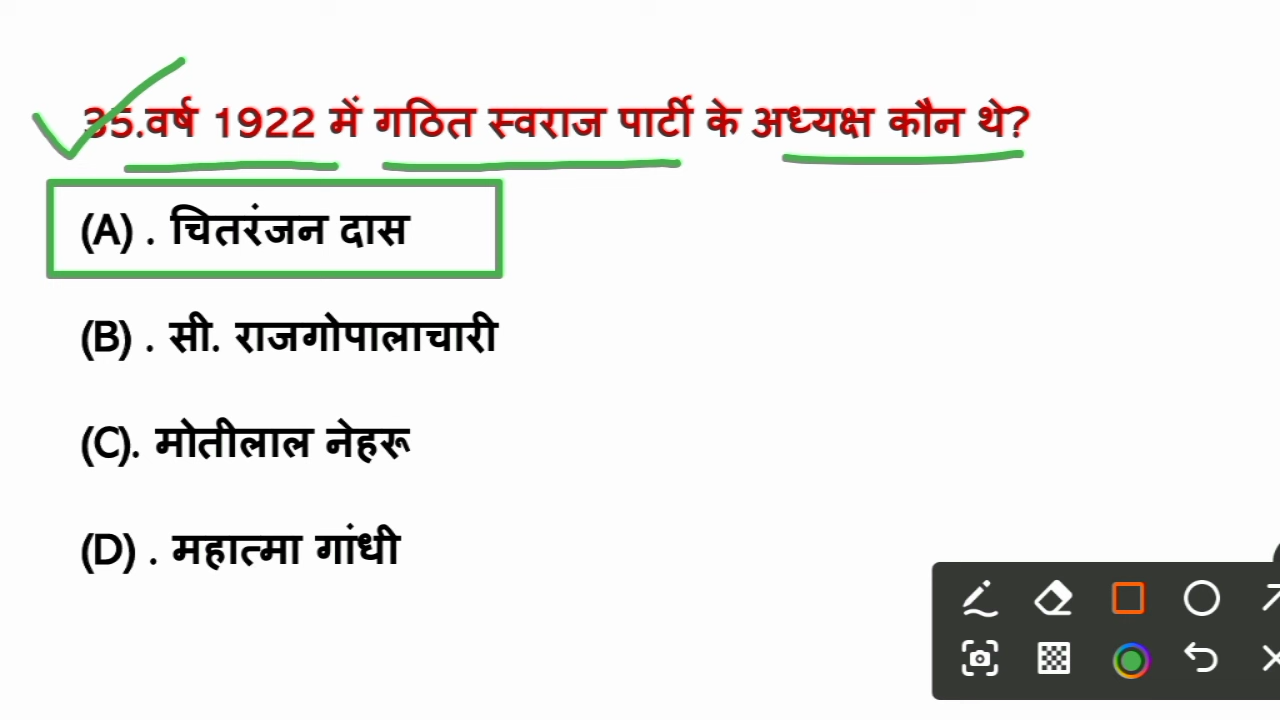 35.वर्ष 1922 में गठित स्वराज पार्टी के अध्यक्ष कौन थे?
(A) . चितरंजन दास
(B) . सी. राजगोपालाचारी
(C). मोतीलाल नेहरू
(D) . महात्मा गांधी